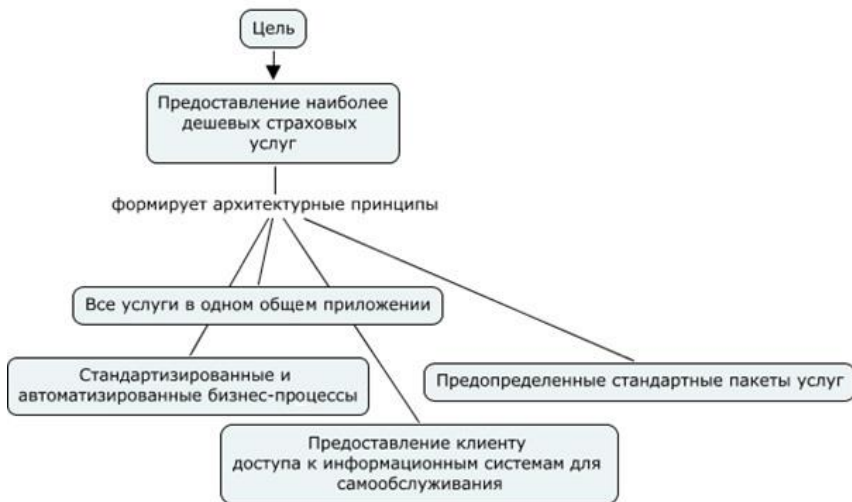 Цель
Предоставление наиболее
дешевых страховых
услуг
формирует архитектурные принципы
Все услуги в одном общем приложении
Стандартизированные и
автоматизированные бизнес-процессы
Предопределенные стандартные пакеты услуг
Предоставление клиенту
доступа к информационным системам для
самообслуживания